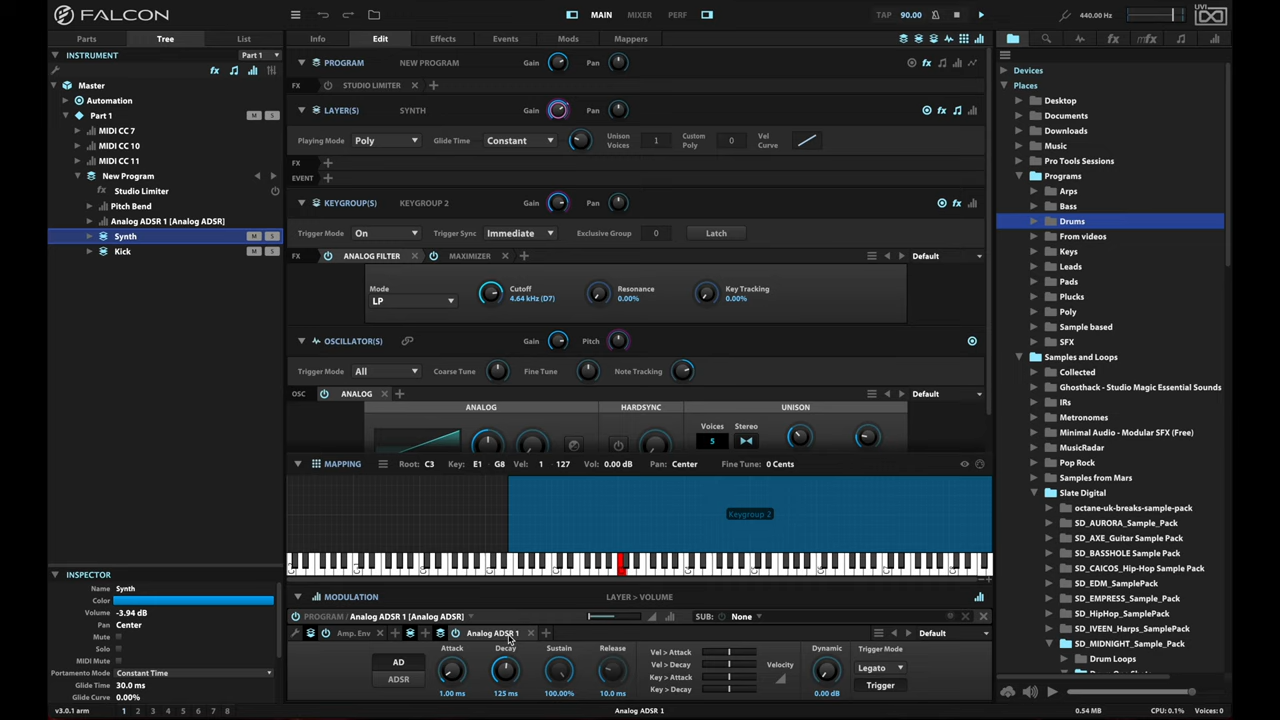 FALCON
MAIN MIXER PERF
TAP 90.00
440.00 Hz
UVI
Parts Tree List
INSTRUMENT Part 1
Master
Automation
Part 1 M S
MIDI CC 7
MIDI CC 10
MIDI CC 11
New Program
fx Studio Limiter
Pitch Bend
Analog ADSR 1 [Analog ADSR]
Synth M S
Kick M S
INSPECTOR
Name Synth
Color
Volume -3.94 dB
Pan Center
Mute
Solo
MIDI Mute
Portamento Mode Constant Time
Glide Time 30.0 ms
Glide Curve 0.00%
v3.0.1 arm 1 2 3 4 5 6 7 8
Info Edit Effects Events Mods Mappers
PROGRAM NEW PROGRAM Gain Pan
FX STUDIO LIMITER
LAYER(S) SYNTH Gain Pan
Playing Mode Poly Glide Time Constant Unison Voices 1 Custom Poly 0 Vel Curve
FX
EVENT
KEYGROUP(S) KEYGROUP 2 Gain Pan
Trigger Mode On Trigger Sync Immediate Exclusive Group 0 Latch
FX ANALOG FILTER MAXIMIZER Default
Mode LP
Cutoff 4.64 kHz (D7)
Resonance 0.00%
Key Tracking 0.00%
OSCILLATOR(S) Gain Pitch
Trigger Mode All Coarse Tune Fine Tune Note Tracking
OSC ANALOG Default
ANALOG HARDSYNC UNISON
Voices Stereo
5
MAPPING Root: C3 Key: E1 G8 Vel: 1 127 Vol: 0.00 dB Pan: Center Fine Tune: 0 Cents
Keygroup 2
MODULATION LAYER > VOLUME
PROGRAM / Analog ADSR 1 [Analog ADSR] SUB: None
Amp. Env Analog ADSR 1 Default
AD
ADSR
Attack Decay Sustain Release
1.00 ms 125 ms 100.00% 10.0 ms
Vel > Attack
Vel > Decay
Key > Attack
Key > Decay
Velocity
Dynamic
0.00 dB
Trigger Mode
Legato
Trigger
Analog ADSR 1
fx mfx
Devices
Places
Desktop
Documents
Downloads
Music
Pro Tools Sessions
Programs
Arps
Bass
Drums
From videos
Keys
Leads
Pads
Plucks
Poly
Sample based
SFX
Samples and Loops
Collected
Ghosthack - Studio Magic Essential Sounds
IRs
Metronomes
Minimal Audio - Modular SFX (Free)
MusicRadar
Pop Rock
Samples from Mars
Slate Digital
octane-uk-breaks-sample-pack
SD_AURORA_Sample_Pack
SD_AXE_Guitar Sample Pack
SD_BASSHOLE Sample Pack
SD_CAICOS_HipHop_Sample Pack
SD_EDM_SamplePack
SD_EMPRESS_Sample_Pack
SD_HipHop_SamplePack
SD_IVEEN_Harps_SamplePack
SD_MIDNIGHT_Sample_Pack
Drum Loops
0.54 MB CPU: 0.1% Voices: 0